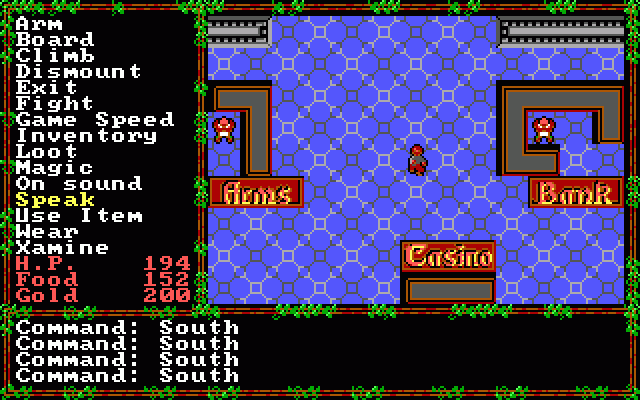 Arm
Board
Climb
Dismount
Exit
Fight
Game Speed
Inventory
Loot
Magic
On sound
Speak
Use Item
Wear
Xamine
H.P. 194
Food 152
Gold 200
Arms
Bank
Casino
Command: South
Command: South
Command: South
Command: South